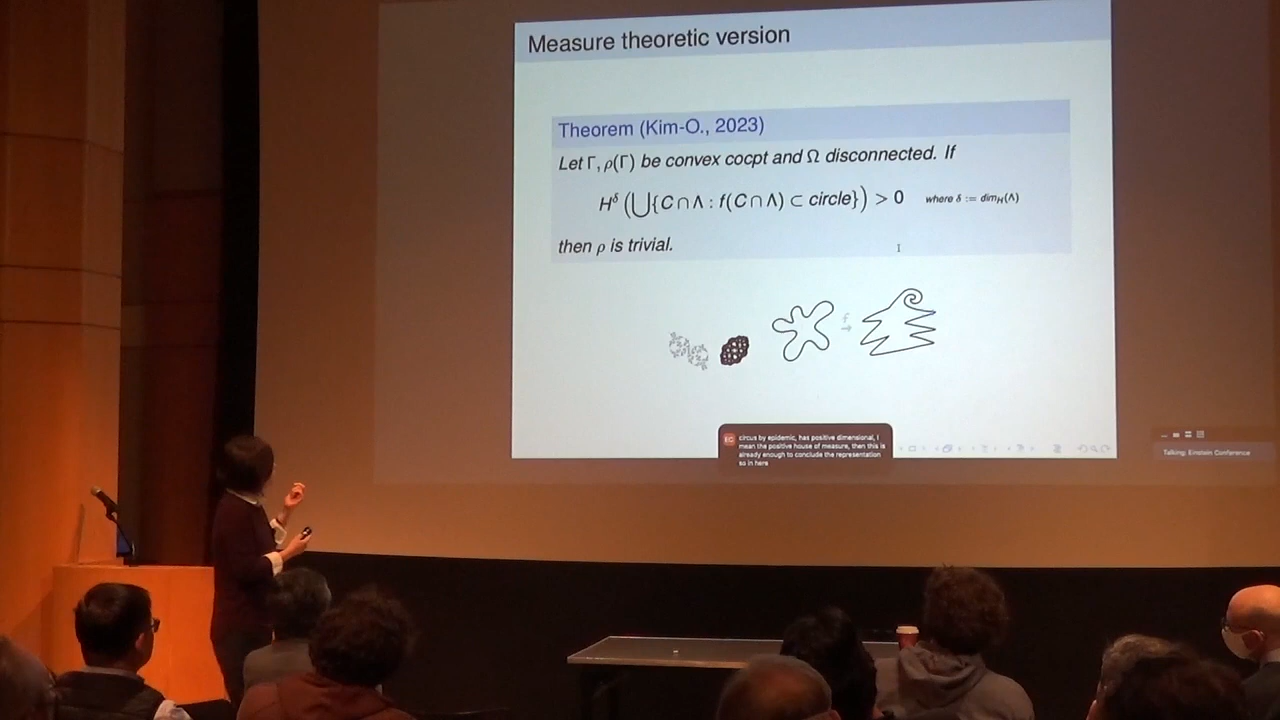 Measure theoretic version
Theorem (Kim-O., 2023)
Let Γ, ρ(Γ) be convex cocpt and Ω disconnected. If
H^δ (⋃{C ∩ Λ : f(C ∩ Λ) ⊂ circle}) > 0 where δ := dim_H(Λ)
then ρ is trivial.
f
→
EC
circus by epidemic, has positive dimensional, I
mean the positive house of measure, then this is
already enough to conclude the representation
so in here
Talking: Einstein Conference